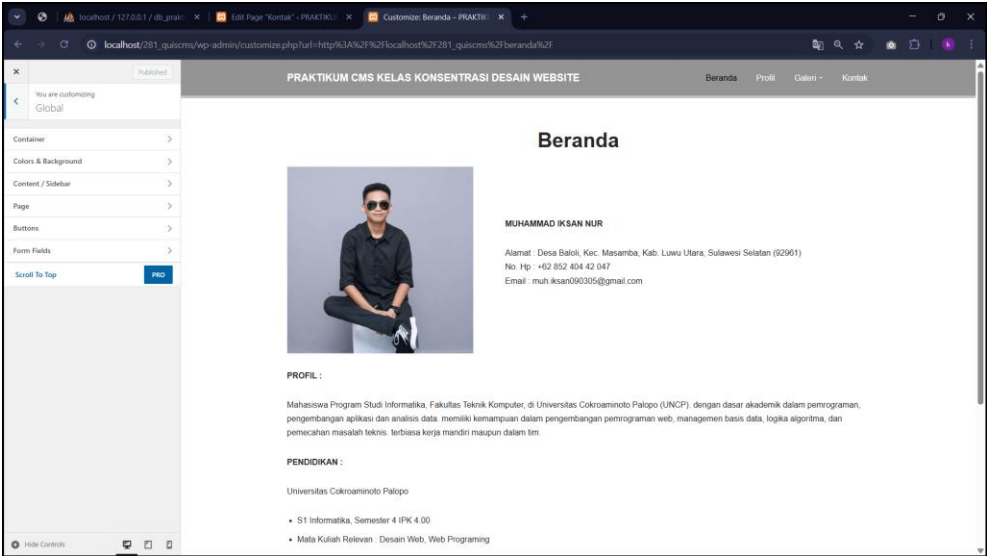 localhost / 127.0.0.1 / db_prakt
Edit Page "Kontak" ‹ PRAKTIKU
Customize: Beranda – PRAKTIK
localhost/281_quiscms/wp-admin/customize.php?url=http%3A%2F%2Flocalhost%2F281_quiscms%2Fberanda%2F
Published
You are customizing
Global
Container
Colors & Background
Content / Sidebar
Page
Buttons
Form Fields
Scroll To Top PRO
Hide Controls
PRAKTIKUM CMS KELAS KONSENTRASI DESAIN WEBSITE
Beranda Profil Galeri Kontak
Beranda
MUHAMMAD IKSAN NUR
Alamat : Desa Baloli, Kec. Masamba, Kab. Luwu Utara, Sulawesi Selatan (92961)
No. Hp : +62 852 404 42 047
Email : muh.iksan090305@gmail.com
PROFIL :
Mahasiswa Program Studi Informatika, Fakultas Teknik Komputer, di Universitas Cokroaminoto Palopo (UNCP). dengan dasar akademik dalam pemrograman,
pengembangan aplikasi dan analisis data. memiliki kemampuan dalam pengembangan pemrograman web, managemen basis data, logika algoritma, dan
pemecahan masalah teknis. terbiasa kerja mandiri maupun dalam tim.
PENDIDIKAN :
Universitas Cokroaminoto Palopo
• S1 Informatika, Semester 4 IPK 4.00
• Mata Kuliah Relevan : Desain Web, Web Programing